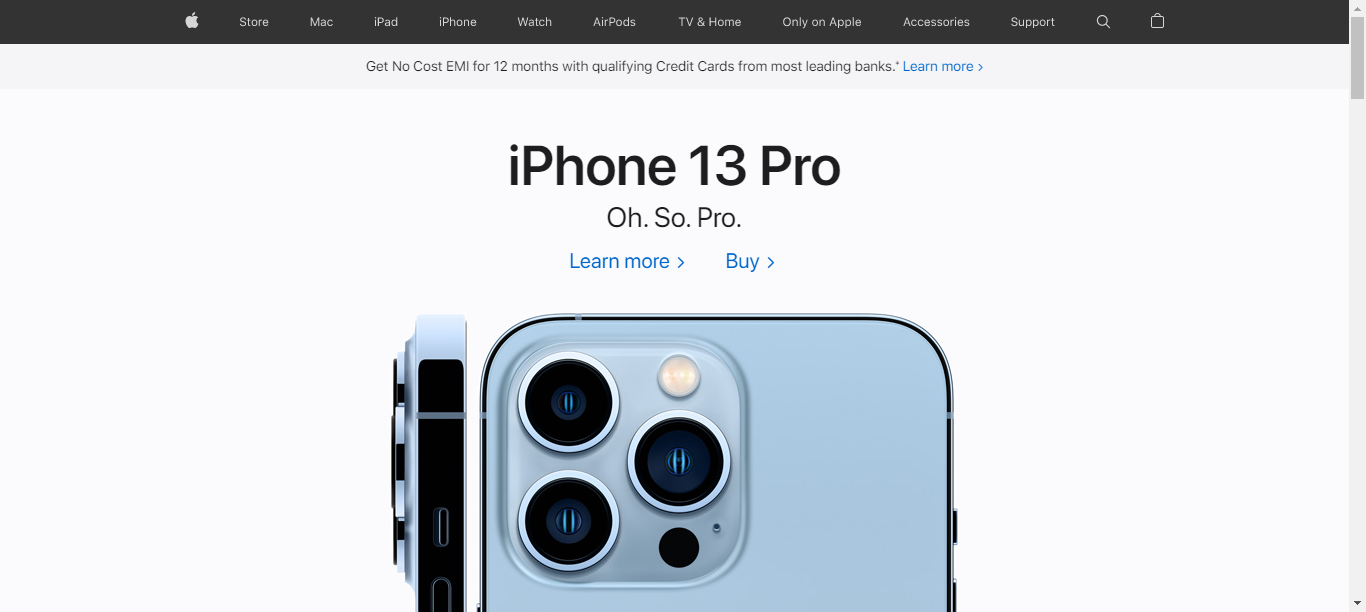 Store Mac iPad iPhone Watch AirPods TV & Home Only on Apple Accessories Support
Get No Cost EMI for 12 months with qualifying Credit Cards from most leading banks.* Learn more >
iPhone 13 Pro
Oh. So. Pro.
Learn more > Buy >